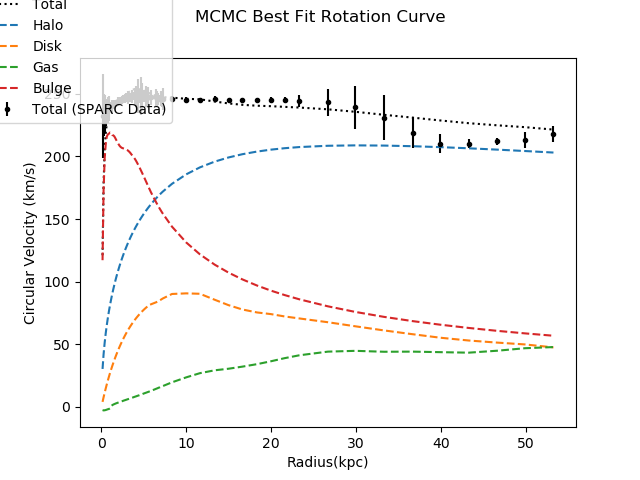 MCMC Best Fit Rotation Curve
Total
Halo
Disk
Gas
Bulge
Total (SPARC Data)
250
200
150
100
50
0
Circular Velocity (km/s)
0 10 20 30 40 50
Radius(kpc)